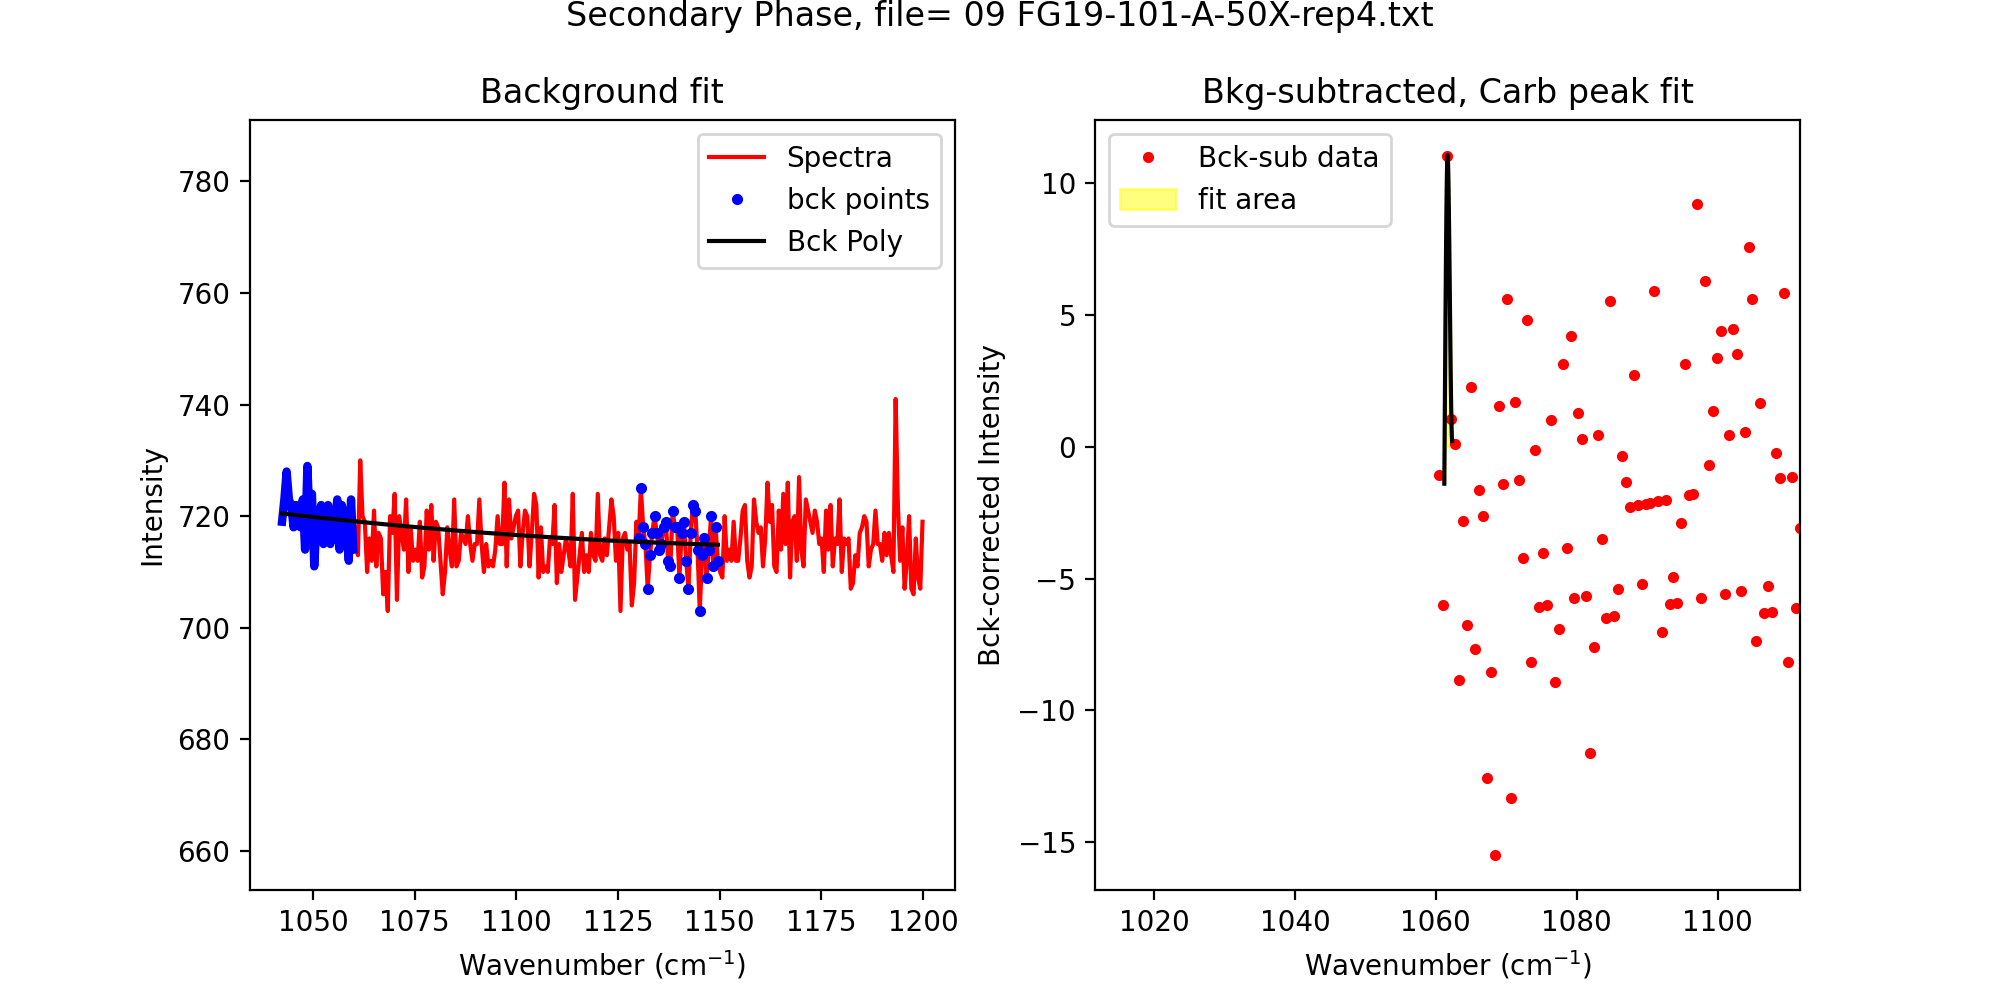 Secondary Phase, file= 09 FG19-101-A-50X-rep4.txt
Background fit
Spectra
bck points
Bck Poly
Intensity
780
760
740
720
700
680
660
1050
1075
1100
1125
1150
1175
1200
Wavenumber (cm⁻¹)
Bkg-subtracted, Carb peak fit
Bck-sub data
fit area
Bck-corrected Intensity
10
5
0
−5
−10
−15
1020
1040
1060
1080
1100
Wavenumber (cm⁻¹)